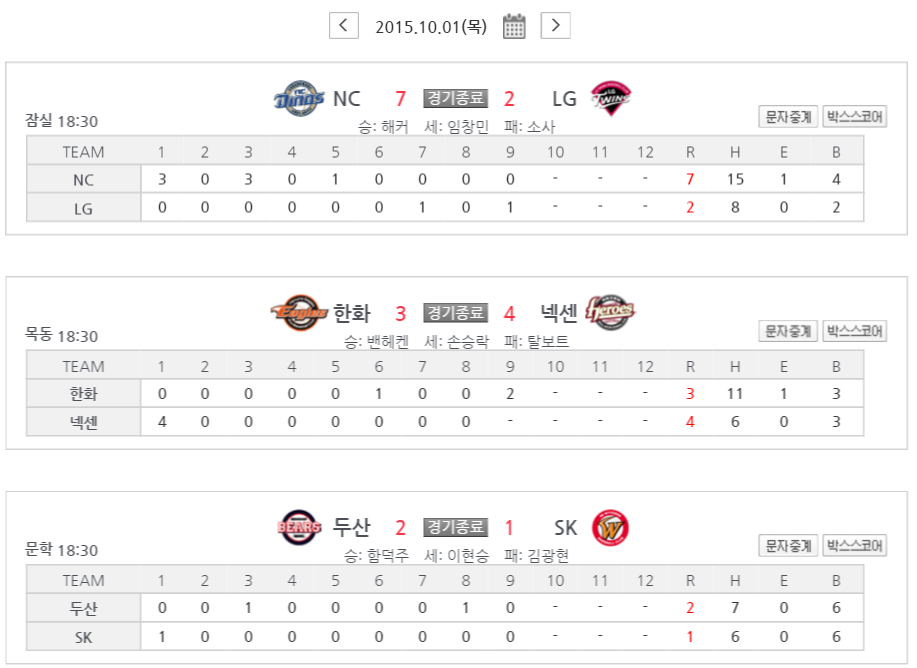 2015.10.01(목)
NC 7 경기종료 2 LG
잠실 18:30 승: 해커 세: 임창민 패: 소사 문자중계 박스스코어
TEAM 1 2 3 4 5 6 7 8 9 10 11 12 R H E B
NC 3 0 3 0 1 0 0 0 0 - - - 7 15 1 4
LG 0 0 0 0 0 0 1 0 1 - - - 2 8 0 2
한화 3 경기종료 4 넥센
목동 18:30 승: 밴헤켄 세: 손승락 패: 탈보트 문자중계 박스스코어
TEAM 1 2 3 4 5 6 7 8 9 10 11 12 R H E B
한화 0 0 0 0 0 1 0 0 2 - - - 3 11 1 3
넥센 4 0 0 0 0 0 0 0 - - - - 4 6 0 3
두산 2 경기종료 1 SK
문학 18:30 승: 함덕주 세: 이현승 패: 김광현 문자중계 박스스코어
TEAM 1 2 3 4 5 6 7 8 9 10 11 12 R H E B
두산 0 0 1 0 0 0 0 1 0 - - - 2 7 0 6
SK 1 0 0 0 0 0 0 0 0 - - - 1 6 0 6